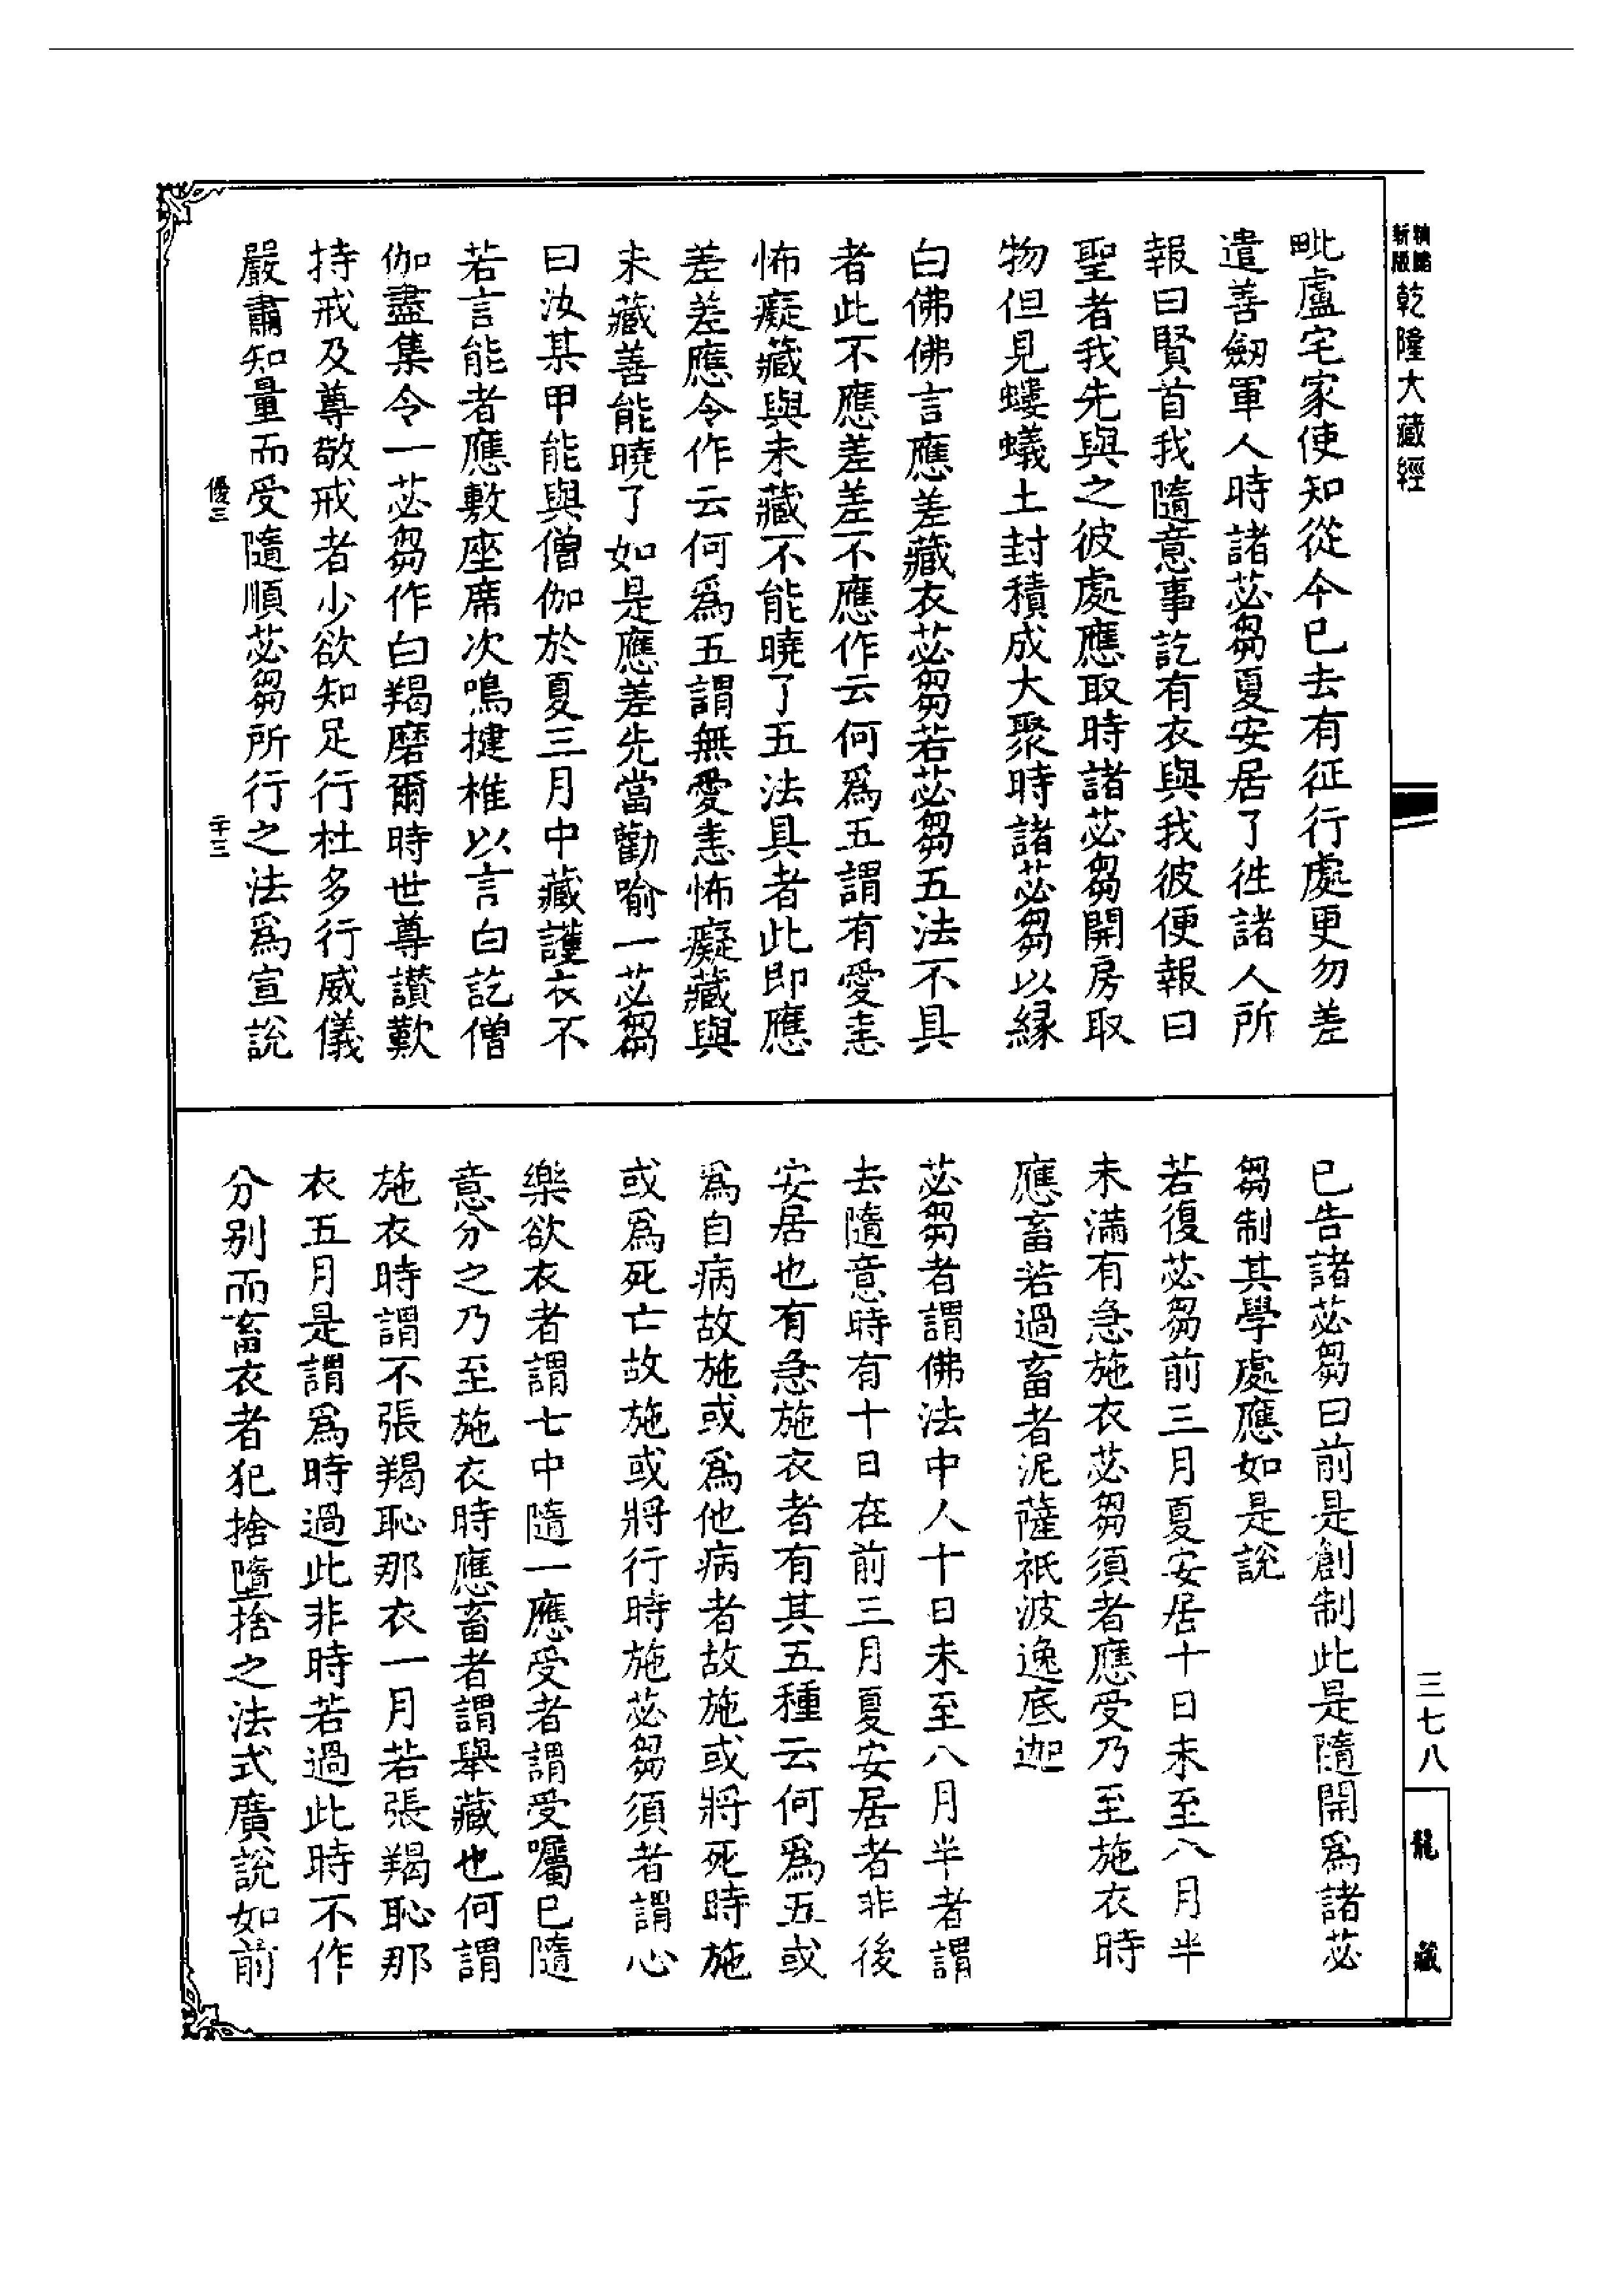 新版
精縮
乾隆大藏經
毗盧宅家使知從今已去有征行處更勿差
遣善劒軍人時諸苾芻夏安居了徃諸人所
報曰賢首我隨意事訖有衣與我彼便報曰
聖者我先與之彼處應取時諸苾芻開房取
物但見螻蟻土封積成大聚時諸苾芻以緣
白佛佛言應差藏衣苾芻若苾芻五法不具
者此不應差差不應作云何爲五謂有愛恚
怖癡藏與未藏不能曉了五法具者此即應
差差應令作云何爲五謂無愛恚怖癡藏與
未藏善能曉了如是應差先當勸喻一苾芻
曰汝某甲能與僧伽於夏三月中藏護衣不
若言能者應敷座席次鳴揵椎以言白訖僧
伽盡集令一苾芻作白羯磨爾時世尊讚歎
持戒及尊敬戒者少欲知足行杜多行威儀
嚴肅知量而受隨順苾芻所行之法爲宣說
優三
二十三
已告諸苾芻曰前是創制此是隨開爲諸苾
芻制其學處應如是說
若復苾芻前三月夏安居十日未至八月半
未滿有急施衣苾芻須者應受乃至施衣時
應畜若過畜者泥薩祇波逸底迦
苾芻者謂佛法中人十日未至八月半者謂
去隨意時有十日在前三月夏安居者非後
安居也有急施衣者有其五種云何爲五或
爲自病故施或爲他病者故施或將死時施
或爲死亡故施或將行時施苾芻須者謂心
樂欲衣者謂七中隨一應受者謂受囑已隨
意分之乃至施衣時應畜者謂舉藏也何謂
施衣時謂不張羯恥那衣一月若張羯恥那
衣五月是謂爲時過此非時若過此時不作
分別而畜衣者犯捨墮捨之法式廣說如前
三七八
龍藏